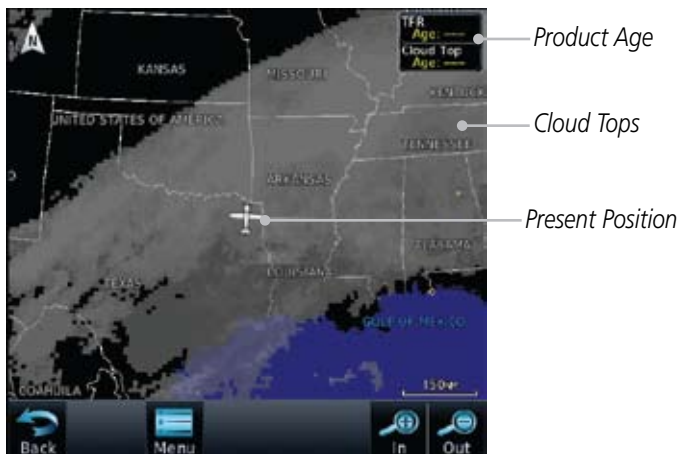 N
TFR
Age: ---
Cloud Top
Age: ---
Product Age
KANSAS
MISSOURI
UNITED STATES OF AMERICA
Cloud Tops
TENNESSEE
ARKANSAS
Present Position
ALABAMA
LOUISIANA
TEXAS
GULF OF MEXICO
COAHUILA
150NM
Back
Menu
In
Out